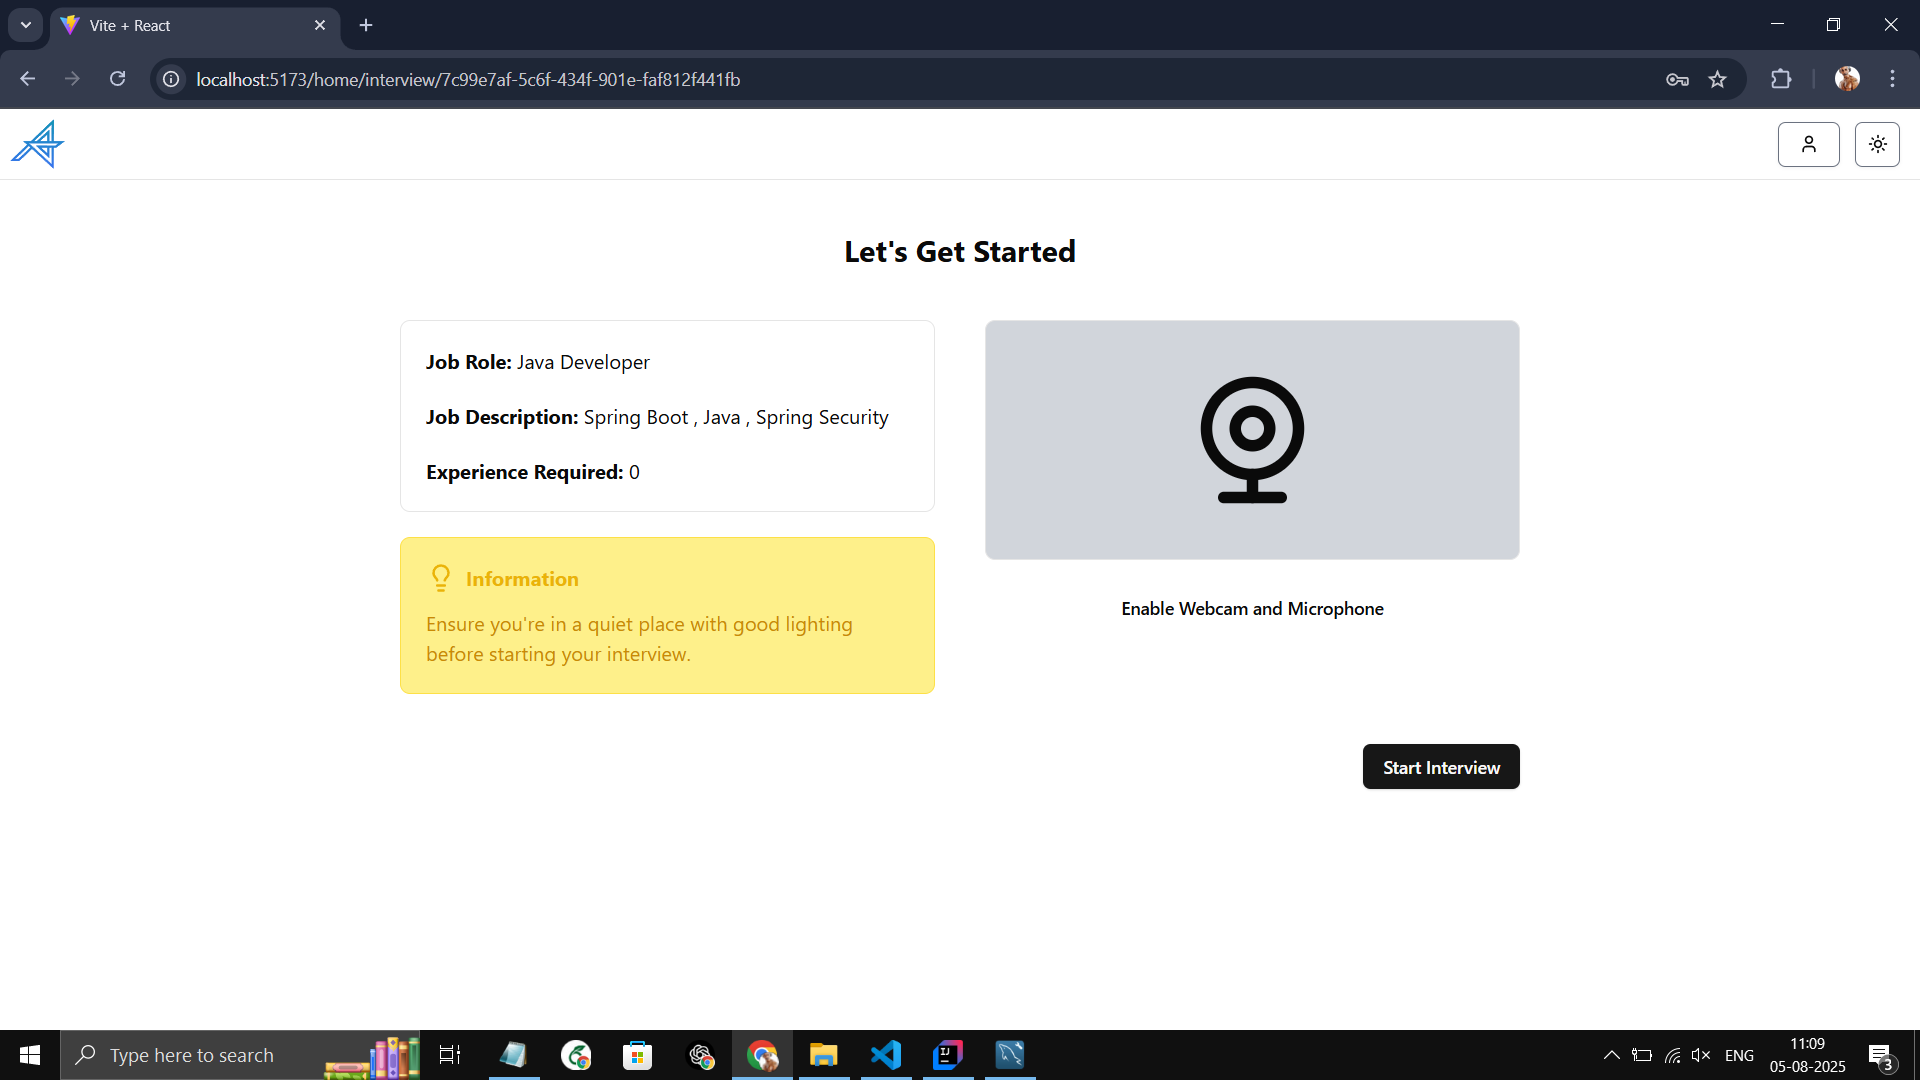 Vite + React
localhost:5173/home/interview/7c99e7af-5c6f-434f-901e-faf812f441fb
Let's Get Started
Job Role: Java Developer
Job Description: Spring Boot , Java , Spring Security
Experience Required: 0
Information
Ensure you're in a quiet place with good lighting
before starting your interview.
Enable Webcam and Microphone
Start Interview
Type here to search
ENG
11:09
05-08-2025
3